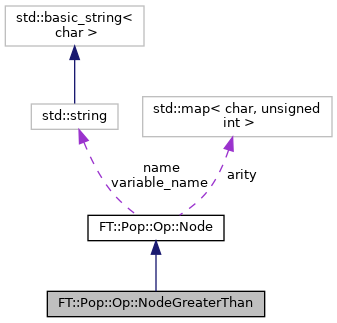 std::basic_string<
char >
std::string
std::map< char, unsigned
int >
name
variable_name
arity
FT::Pop::Op::Node
FT::Pop::Op::NodeGreaterThan